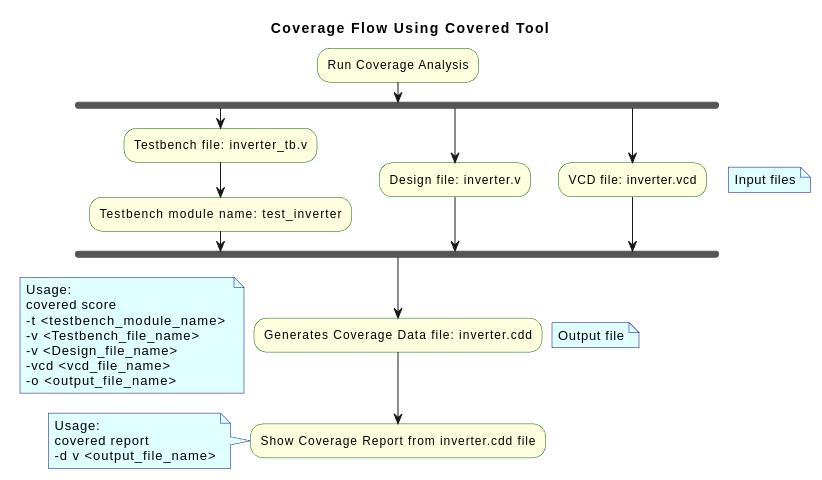 Coverage Flow Using Covered Tool
Run Coverage Analysis
Testbench file: inverter_tb.v
Testbench module name: test_inverter
Design file: inverter.v
VCD file: inverter.vcd
Input files
Usage:
covered score
-t <testbench_module_name>
-v <Testbench_file_name>
-v <Design_file_name>
-vcd <vcd_file_name>
-o <output_file_name>
Generates Coverage Data file: inverter.cdd
Output file
Usage:
covered report
-d v <output_file_name>
Show Coverage Report from inverter.cdd file